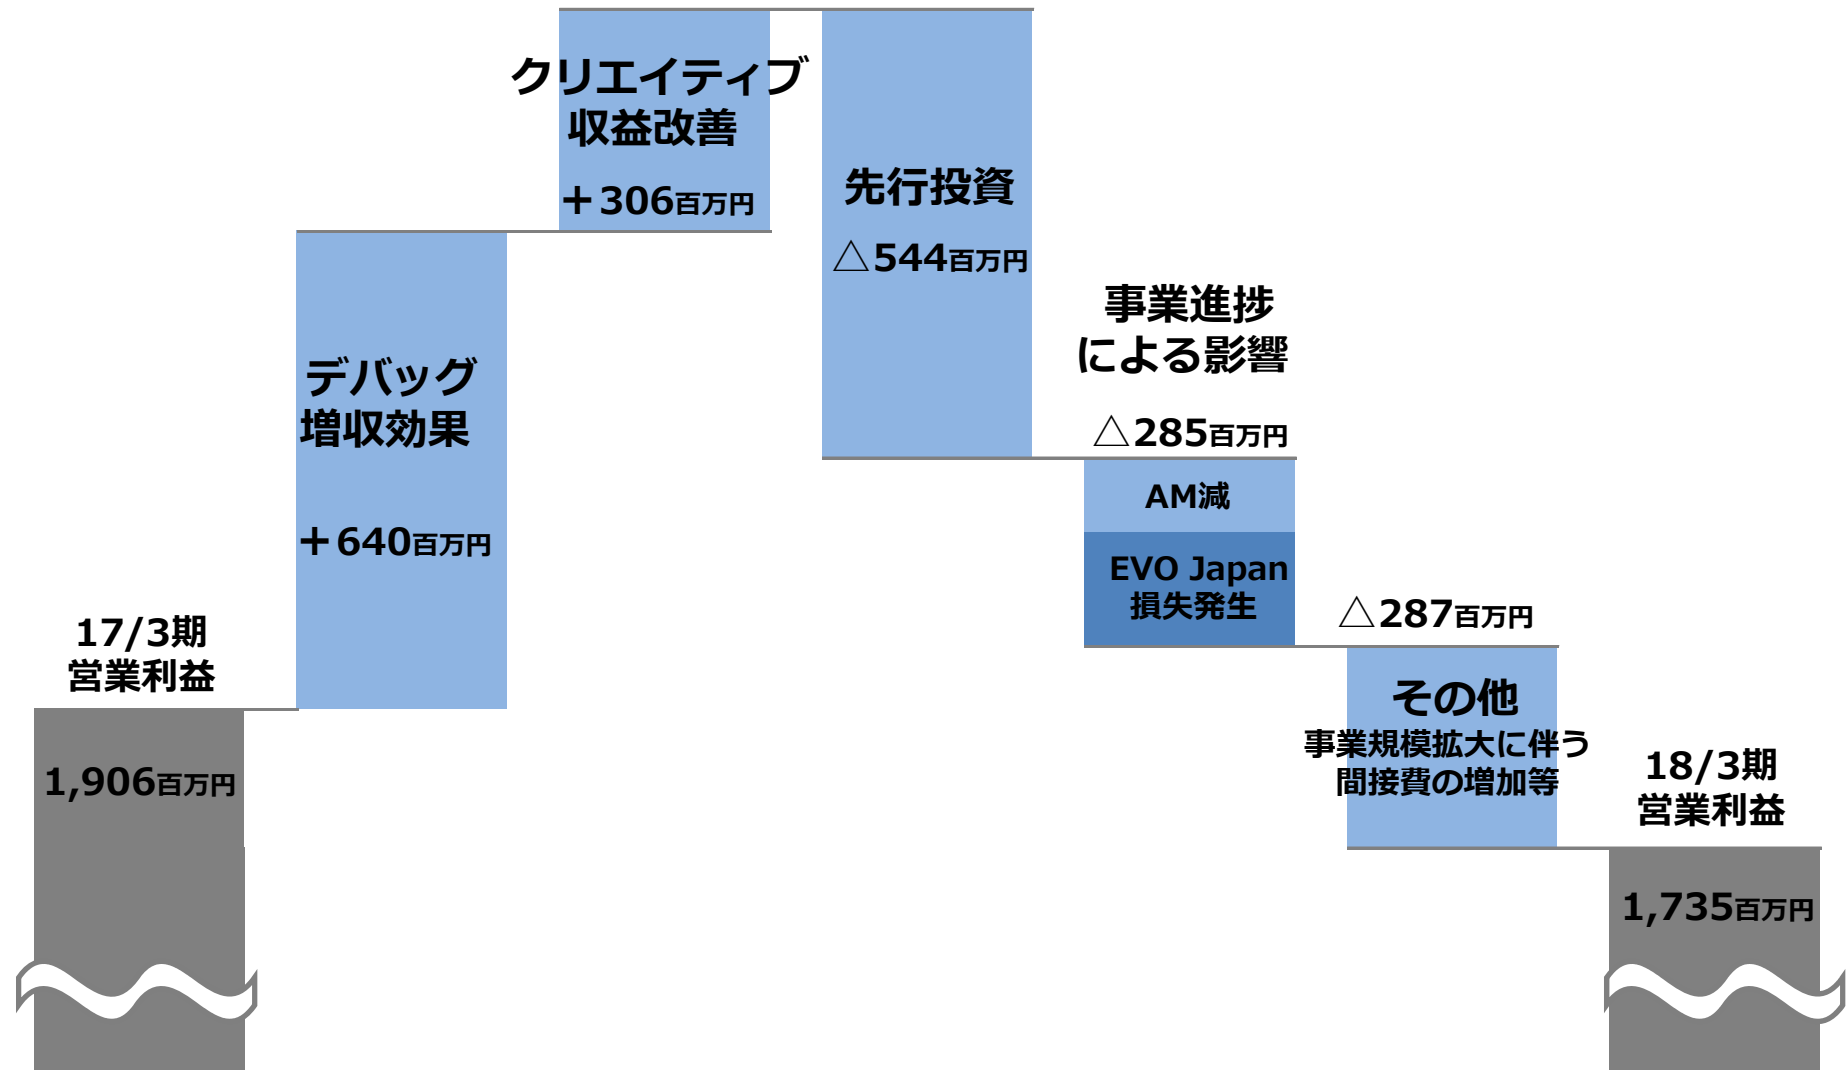 17/3期
営業利益
1,906百万円
デバッグ
増収効果
＋640百万円
クリエイティブ
収益改善
＋306百万円
先行投資
△544百万円
事業進捗
による影響
△285百万円
AM減
EVO Japan
損失発生
△287百万円
その他
事業規模拡大に伴う
間接費の増加等
18/3期
営業利益
1,735百万円